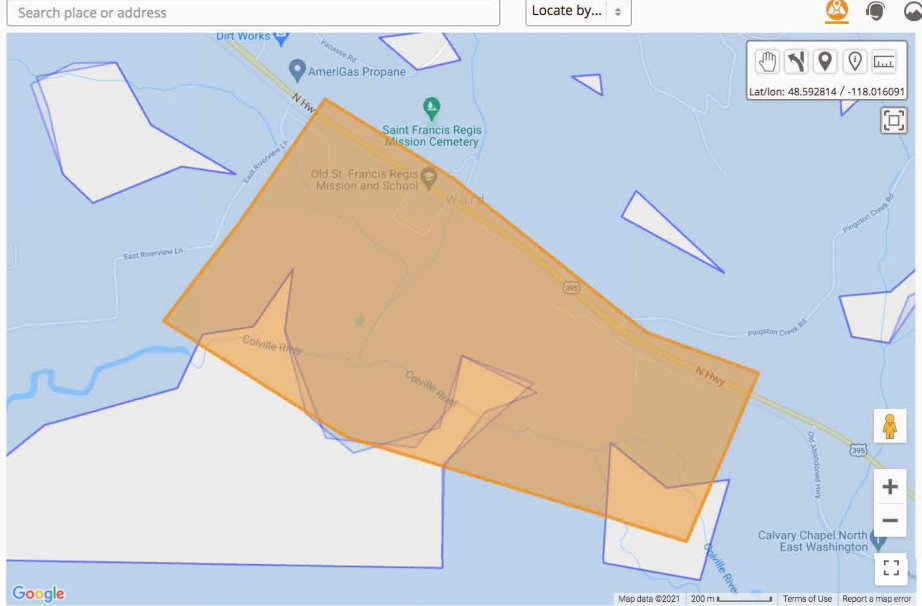 Search place or address
Locate by...
Dirt Works
Vanasse Rd
AmeriGas Propane
Lat/lon: 48.592814 / -118.016091
N Hwy
Saint Francis Regis
Mission Cemetery
East Riverview Ln
Old St. Francis Regis
Mission and School
Ward
Pingston Creek Rd
East Riverview Ln
395
Pingston Creek Rd
Colville River
N Hwy
Colville River
395
Old Abandoned Hwy
Calvary Chapel North
East Washington
Colville River
Google
Map data ©2021
200 m
Terms of Use
Report a map error